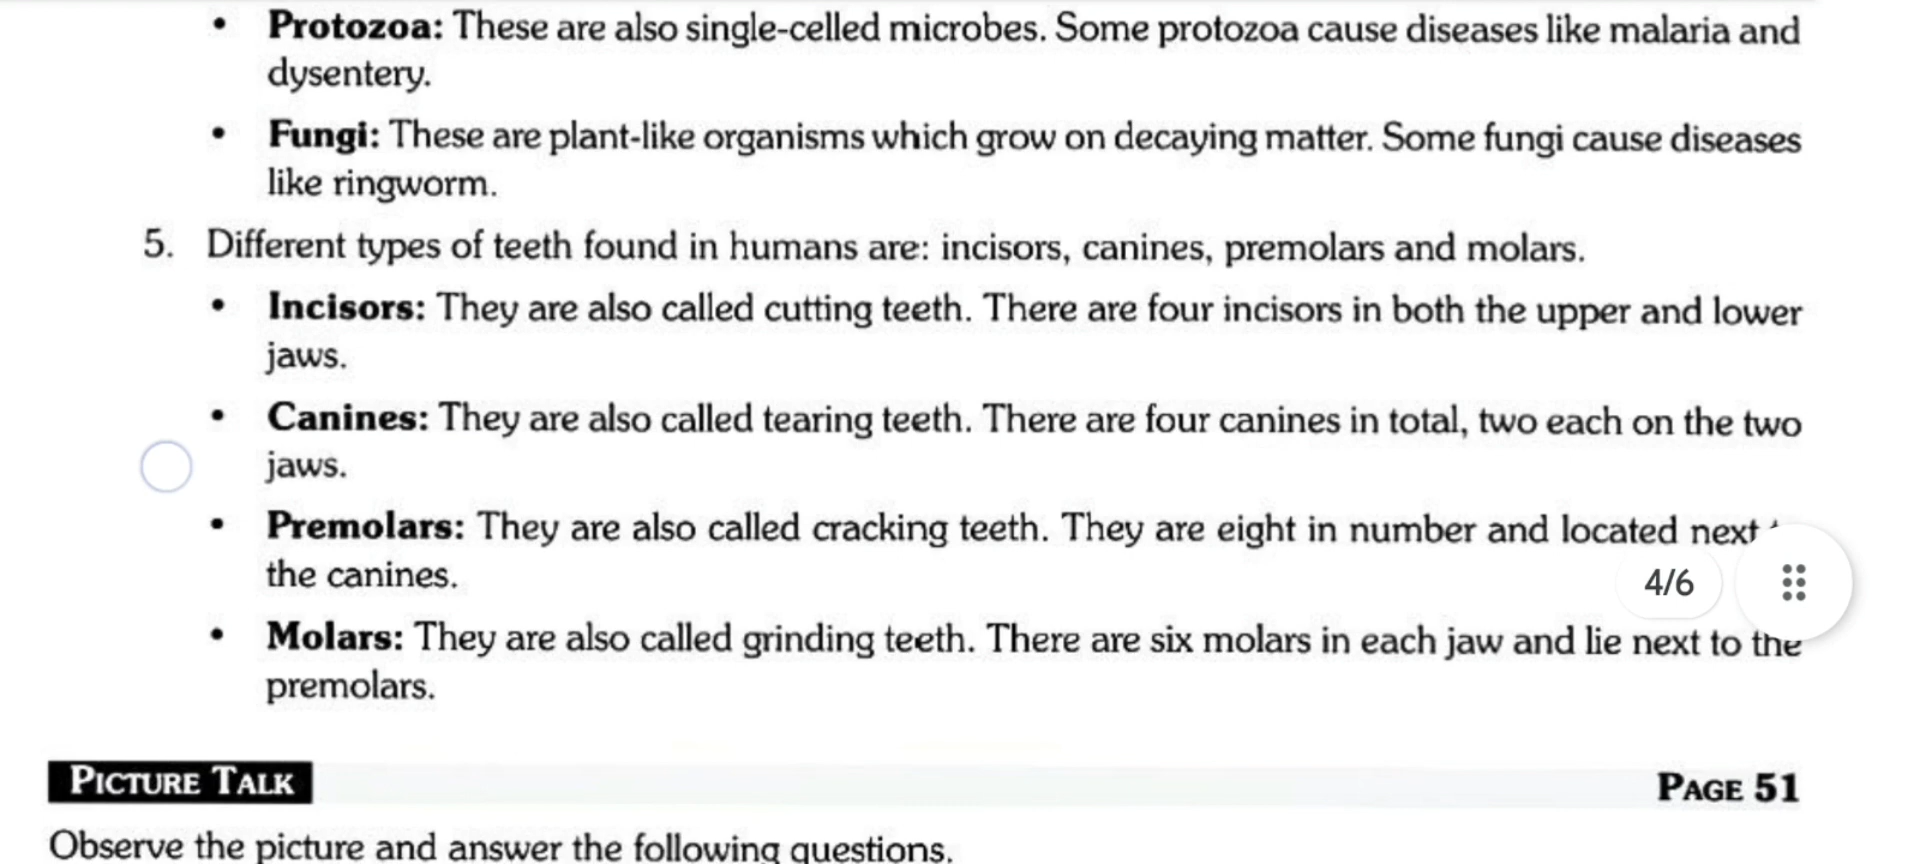 • Protozoa: These are also single-celled microbes. Some protozoa cause diseases like malaria and
dysentery.
• Fungi: These are plant-like organisms which grow on decaying matter. Some fungi cause diseases
like ringworm.
5. Different types of teeth found in humans are: incisors, canines, premolars and molars.
• Incisors: They are also called cutting teeth. There are four incisors in both the upper and lower
jaws.
• Canines: They are also called tearing teeth. There are four canines in total, two each on the two
jaws.
• Premolars: They are also called cracking teeth. They are eight in number and located next
the canines.
4/6
• Molars: They are also called grinding teeth. There are six molars in each jaw and lie next to the
premolars.
PICTURE TALK
PAGE 51
Observe the picture and answer the following questions.